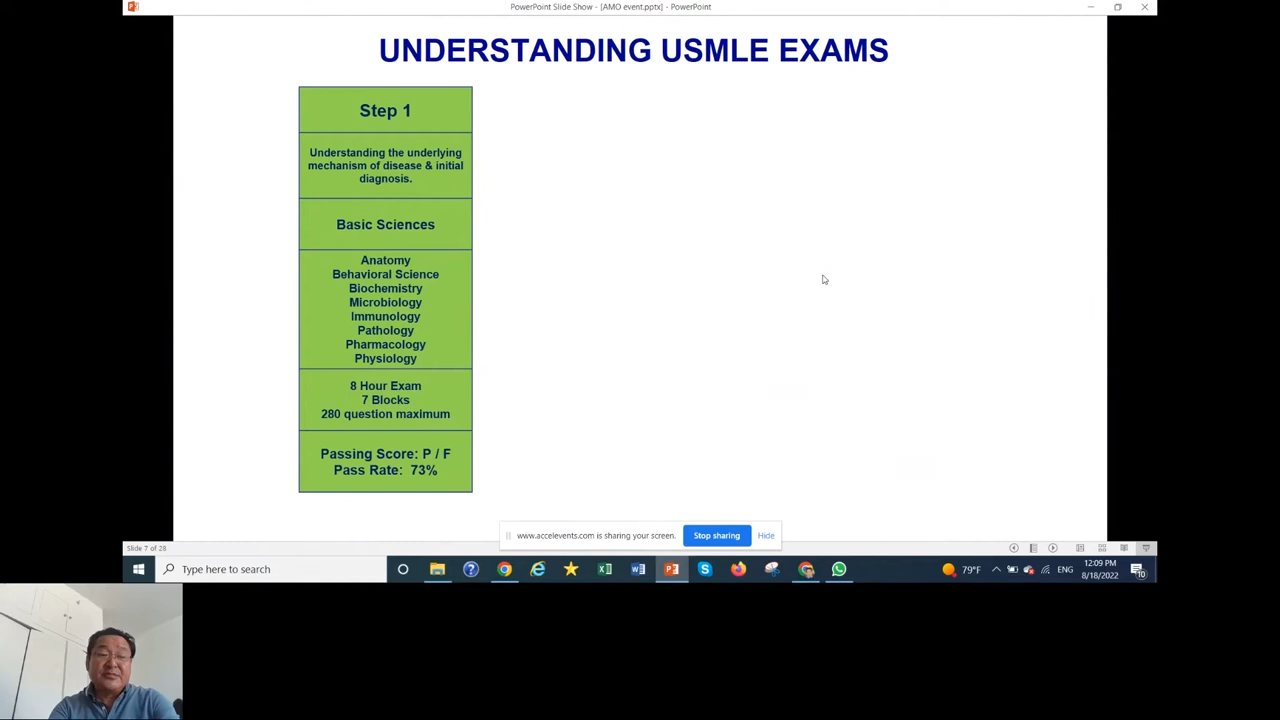 PowerPoint Slide Show - [AMO event.pptx] - PowerPoint
UNDERSTANDING USMLE EXAMS
Step 1
Understanding the underlying
mechanism of disease & initial
diagnosis.
Basic Sciences
Anatomy
Behavioral Science
Biochemistry
Microbiology
Immunology
Pathology
Pharmacology
Physiology
8 Hour Exam
7 Blocks
280 question maximum
Passing Score: P / F
Pass Rate: 73%
www.accelevents.com is sharing your screen.
Stop sharing
Hide
Slide 7 of 28
Type here to search
79°F
ENG
12:09 PM
8/18/2022
10